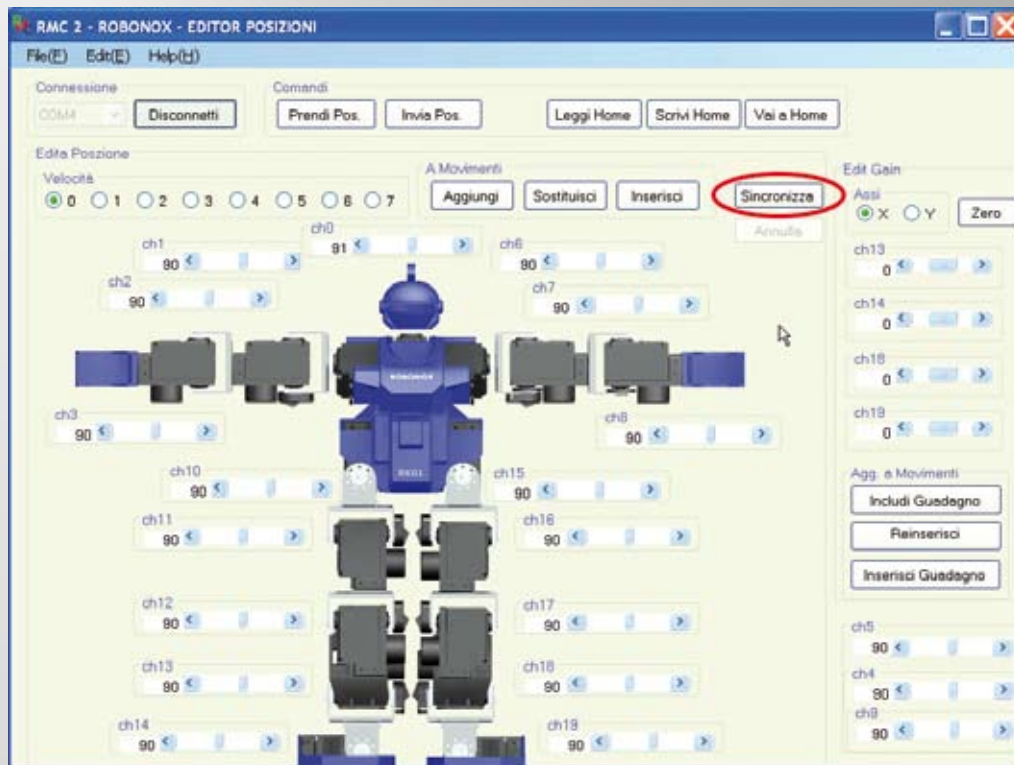 RMC 2 - ROBONOX - EDITOR POSIZIONI
File(F) Edit(E) Help(H)
Connessione
COM4
Disconnetti
Comandi
Prendi Pos.
Invia Pos.
Leggi Home
Scrivi Home
Vai a Home
Edita Poszione
Velocità
0 1 2 3 4 5 6 7
A Movimenti
Aggiungi
Sostituisci
Inserisci
Sincronizza
Annulla
Edit Gain
Assi
X Y
Zero
ch0
91
ch1
90
ch2
90
ch6
90
ch7
90
ch13
0
ch14
0
ch18
0
ch19
0
ROBONOX
ch3
90
ch8
90
ch10
90
ch15
90
ch11
90
ch16
90
ch12
90
ch17
90
ch13
90
ch18
90
ch14
90
ch19
90
Agg. a Movimenti
Includi Guadagno
Reinserisci
Inserisci Guadagno
ch5
90
ch4
90
ch9
90